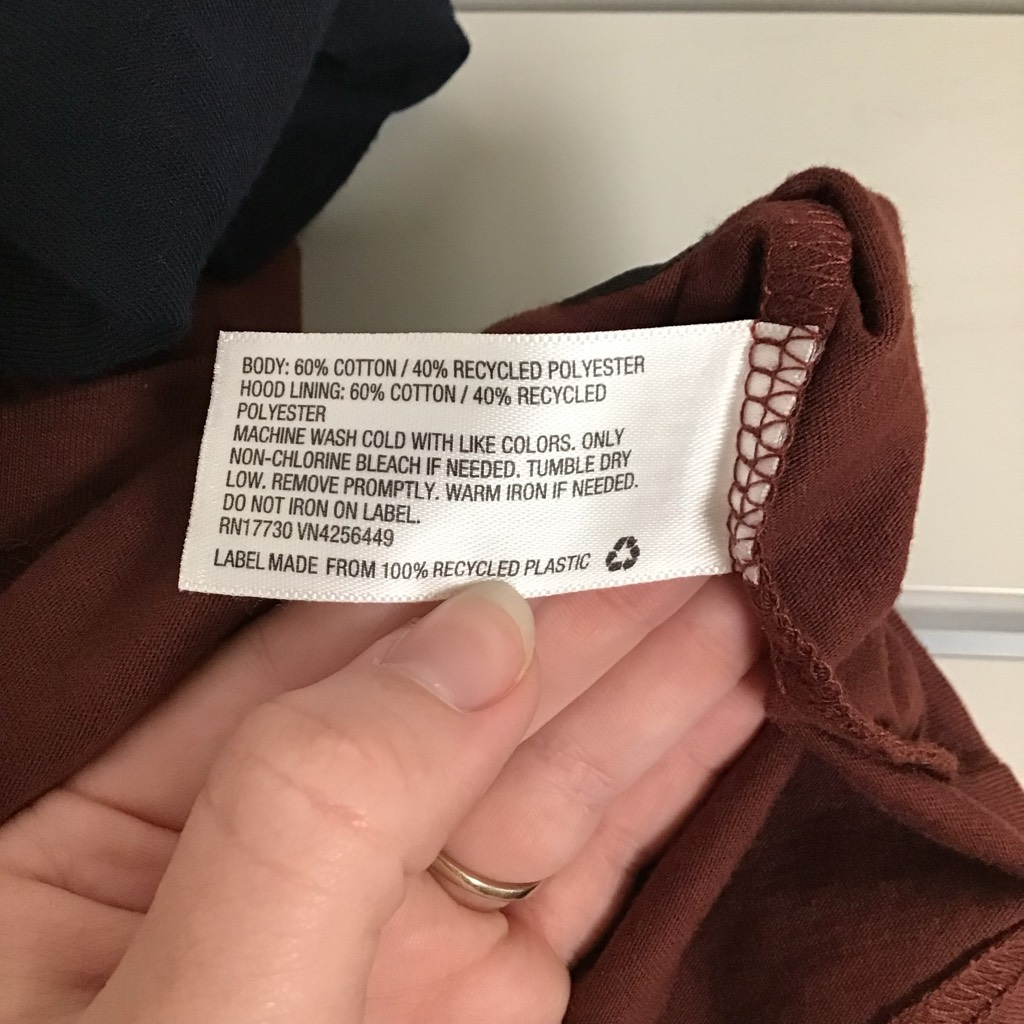 BODY: 60% COTTON / 40% RECYCLED POLYESTER
HOOD LINING: 60% COTTON / 40% RECYCLED
POLYESTER
MACHINE WASH COLD WITH LIKE COLORS. ONLY
NON-CHLORINE BLEACH IF NEEDED. TUMBLE DRY
LOW. REMOVE PROMPTLY. WARM IRON IF NEEDED.
DO NOT IRON ON LABEL.
RN17730 VN4256449
LABEL MADE FROM 100% RECYCLED PLASTIC